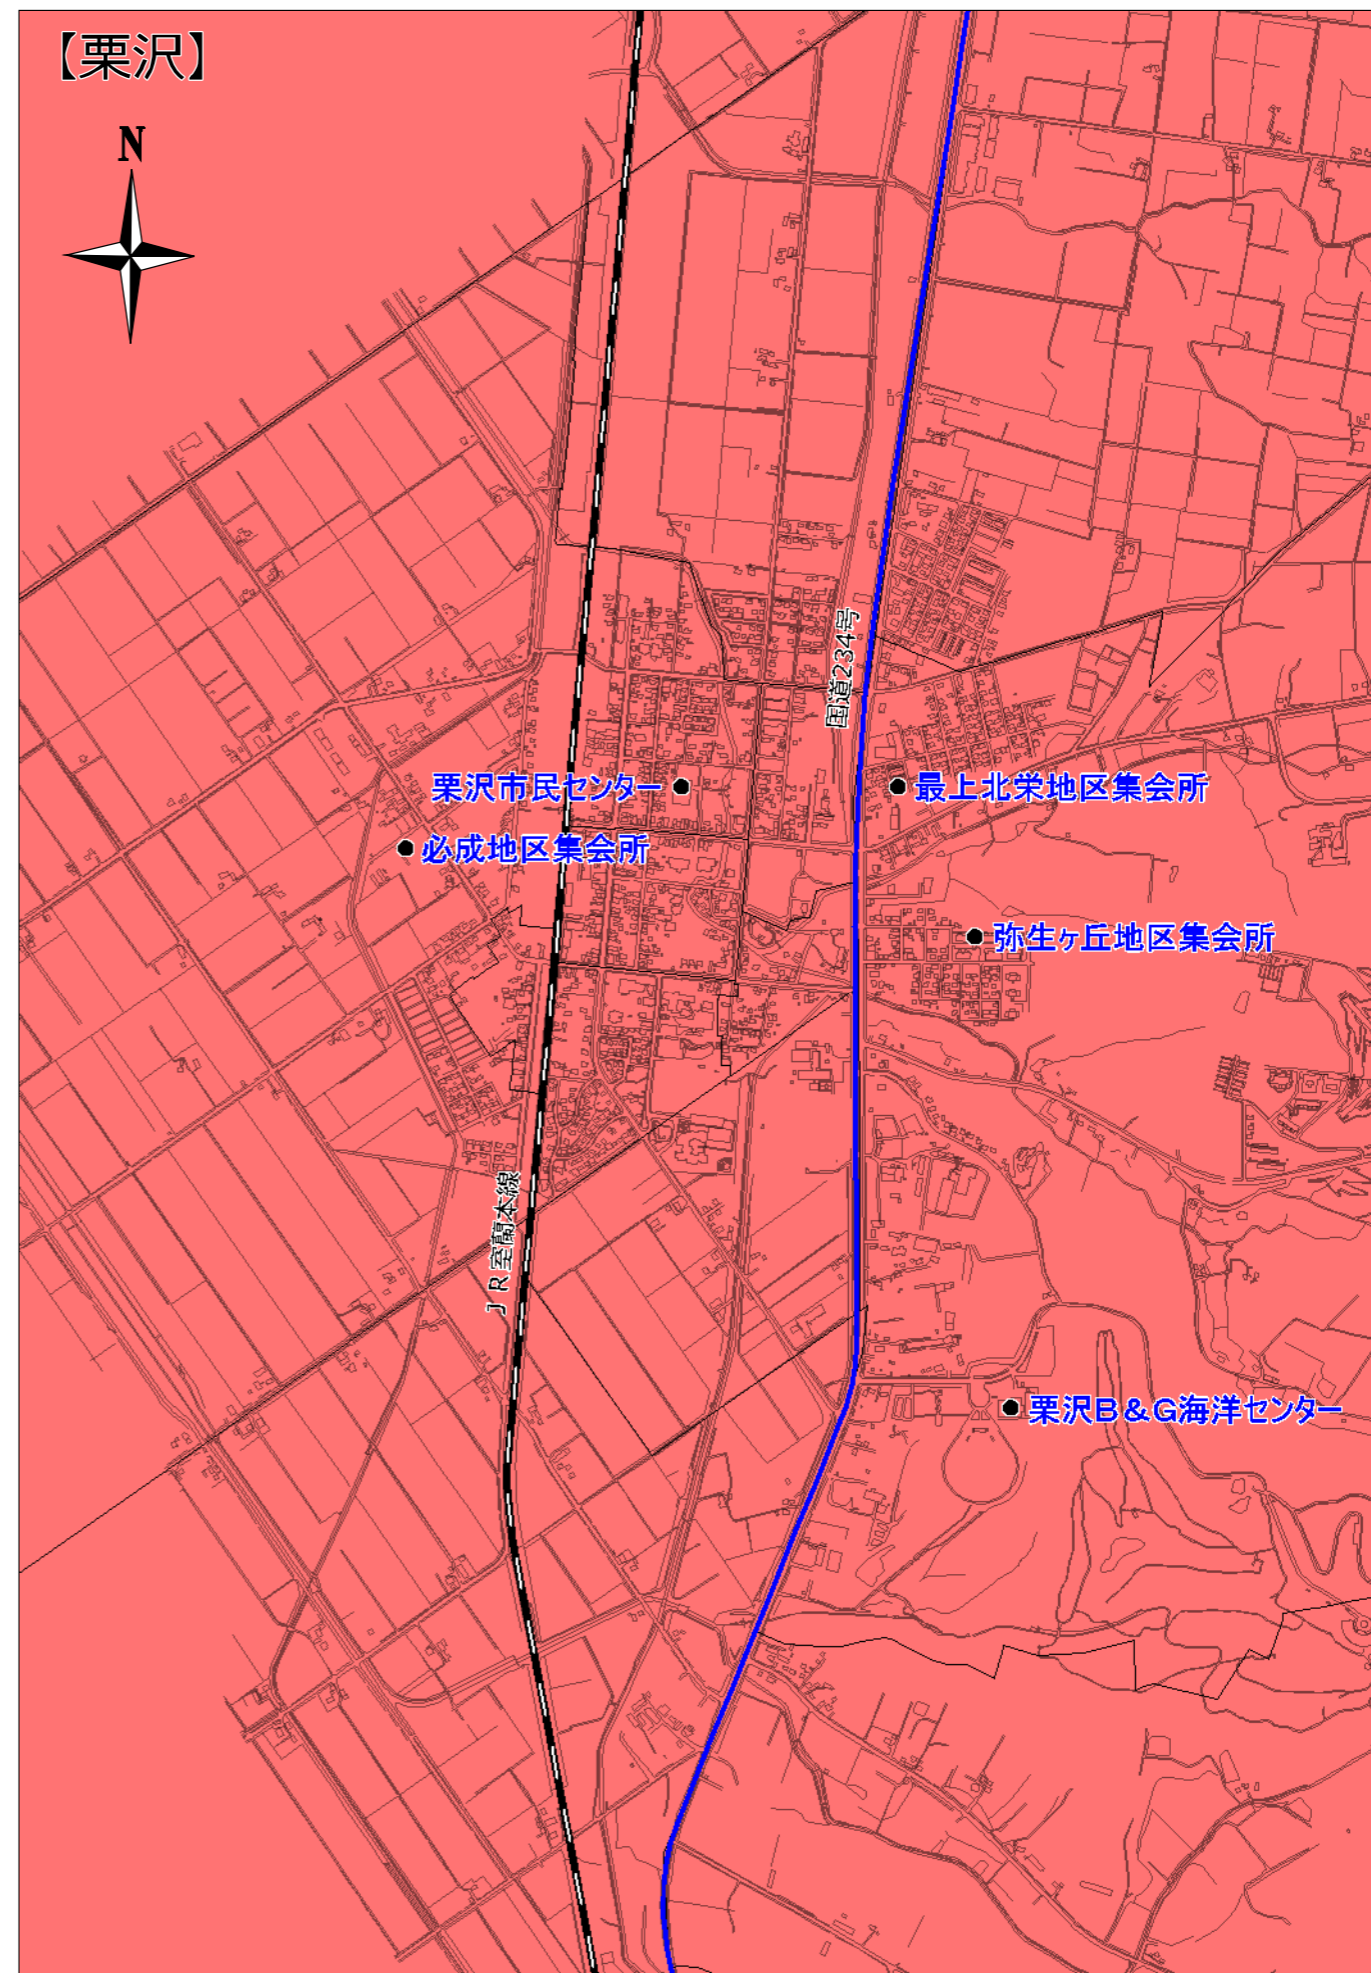 【栗沢】
N
国道234号
栗沢市民センター
最上北栄地区集会所
必成地区集会所
弥生ヶ丘地区集会所
JR室蘭本線
栗沢B&G海洋センター